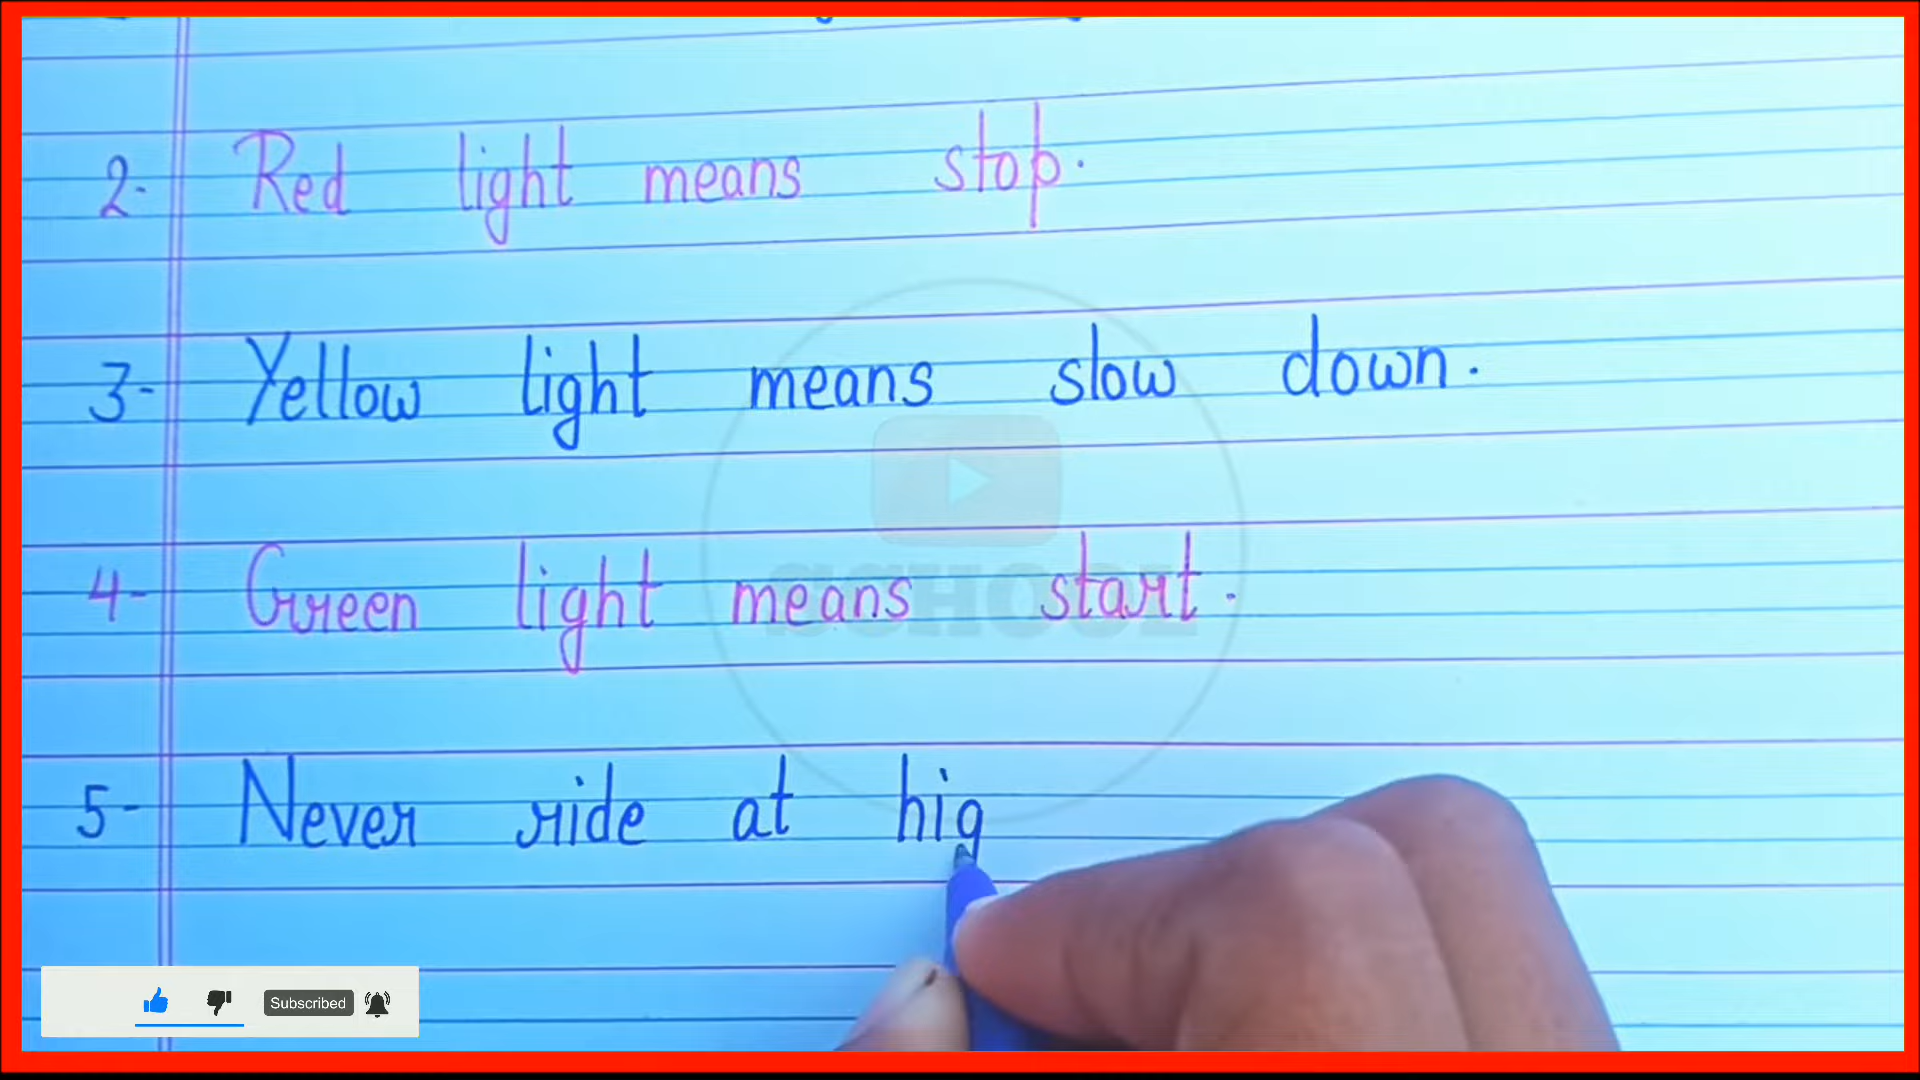 2- Red light means stop.
3- Yellow light means slow down.
4- Green light means start.
SCHOOL
5- Never ride at hig
Subscribed